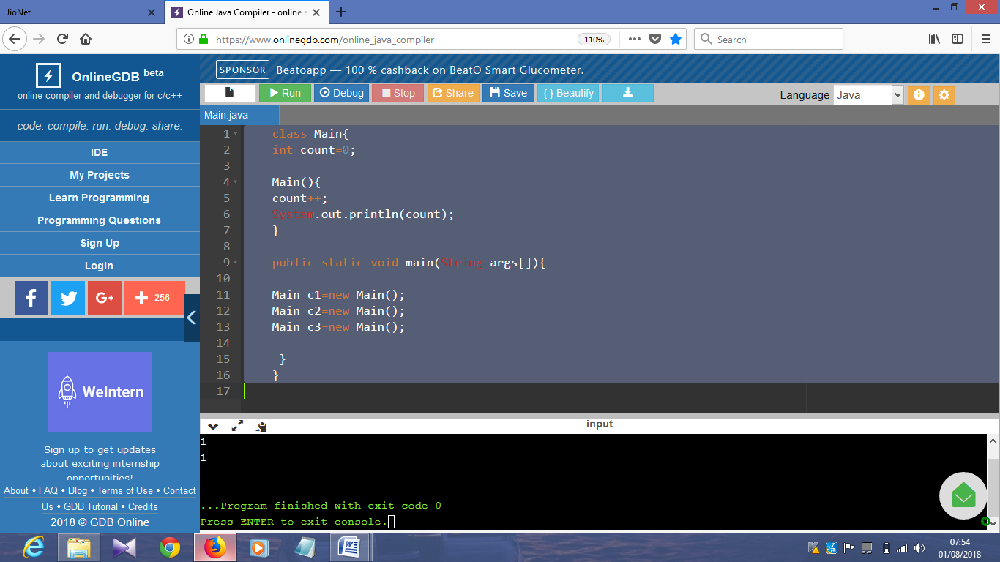 JioNet
Online Java Compiler - online e
https://www.onlinegdb.com/online_java_compiler
110%
Search
OnlineGDB beta
online compiler and debugger for c/c++
code. compile. run. debug. share.
IDE
My Projects
Learn Programming
Programming Questions
Sign Up
Login
256
WeIntern
Sign up to get updates
about exciting internship
opportunities!
About • FAQ • Blog • Terms of Use • Contact
Us • GDB Tutorial • Credits
2018 © GDB Online
SPONSOR Beatoapp — 100 % cashback on BeatO Smart Glucometer.
Run Debug Stop Share Save { } Beautify
Language Java
Main.java
1 class Main{
2 int count=0;
3
4 Main(){
5 count++;
6 System.out.println(count);
7 }
8
9 public static void main(String args[]){
10
11 Main c1=new Main();
12 Main c2=new Main();
13 Main c3=new Main();
14
15 }
16 }
17
input
1
1
...Program finished with exit code 0
Press ENTER to exit console.
07:54
01/08/2018